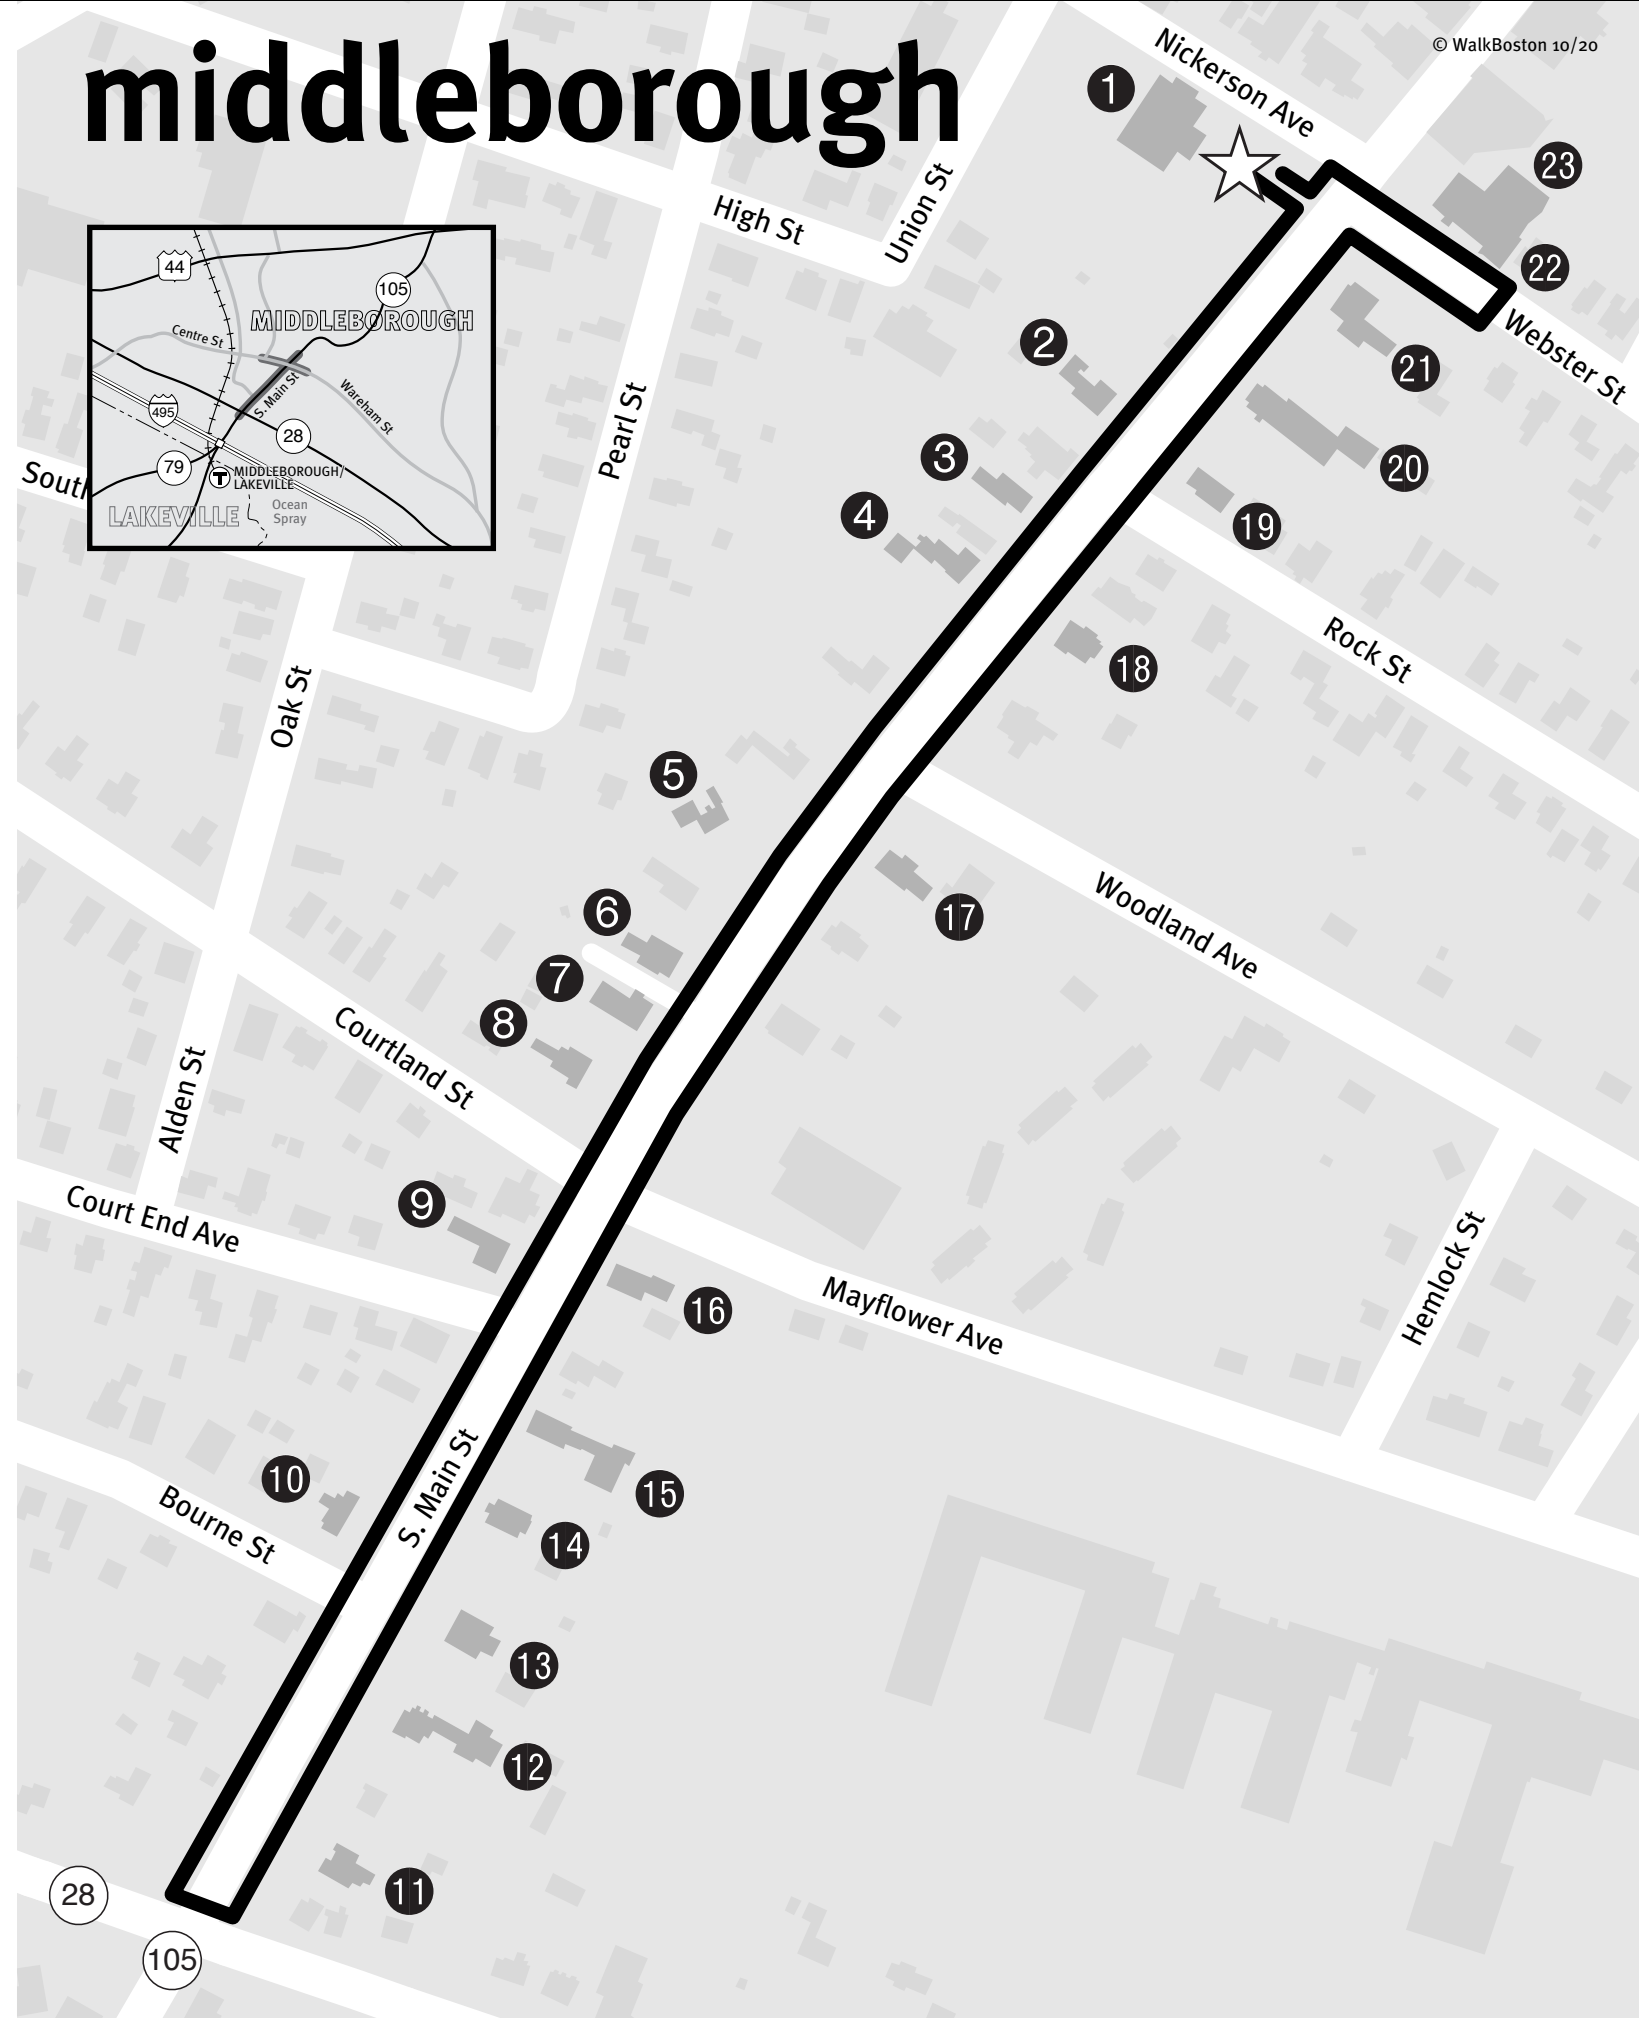 © WalkBoston 10/20
middleborough
Nickerson Ave
1
23
High St
Union St
22
44
105
MIDDLEBOROUGH
Centre St
S. Main St
Wareham St
495
28
79
MIDDLEBOROUGH/
LAKEVILLE
T
LAKEVILLE
Ocean
Spray
South
2
Webster St
21
Pearl St
3
20
4
19
Rock St
18
Oak St
5
6
17
Woodland Ave
7
8
Courtland St
Alden St
9
Court End Ave
16
Mayflower Ave
Hemlock St
S. Main St
10
15
Bourne St
14
13
12
11
28
105